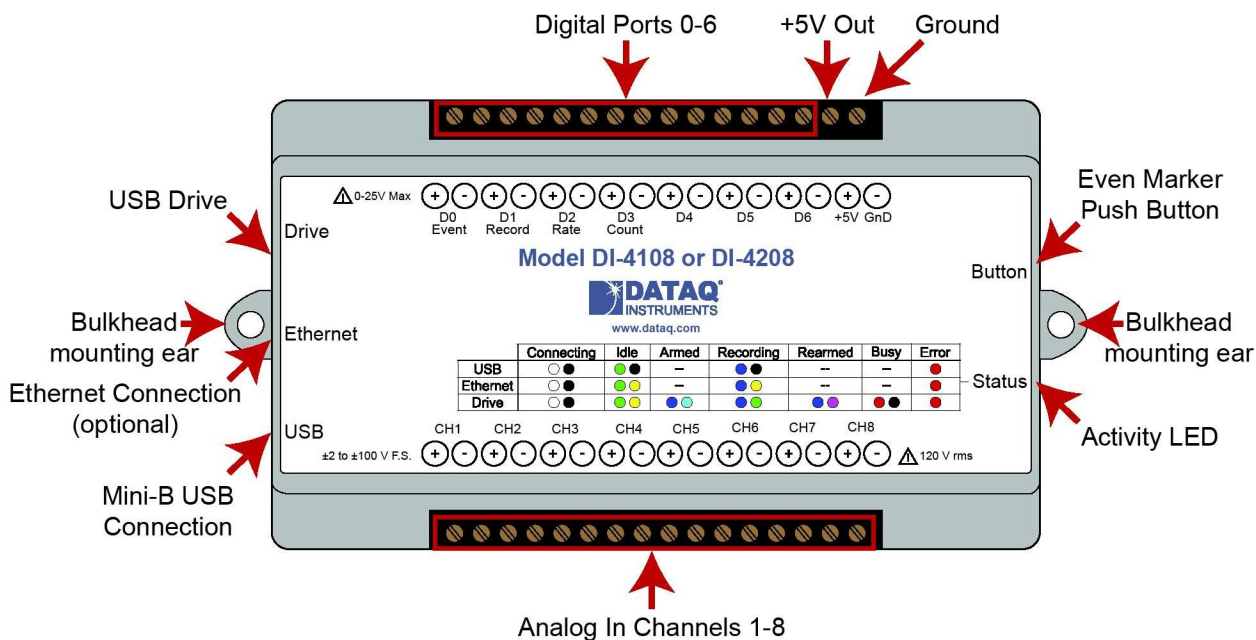 Digital Ports 0-6
+5V Out
Ground
USB Drive
Even Marker
Push Button
⚠ 0-25V Max
+ - + - + - + - + - + - + - + -
D0 D1 D2 D3 D4 D5 D6 +5V GnD
Event Record Rate Count
Drive
Model DI-4108 or DI-4208
Button
DATAQ®
INSTRUMENTS
www.dataq.com
Bulkhead
mounting ear
Ethernet
Bulkhead
mounting ear
Connecting Idle Armed Recording Rearmed Busy Error
USB – -- –
Ethernet – -- –
Drive
Status
Ethernet Connection
(optional)
USB
CH1 CH2 CH3 CH4 CH5 CH6 CH7 CH8
±2 to ±100 V F.S. + - + - + - + - + - + - + - + - ⚠ 120 V rms
Activity LED
Mini-B USB
Connection
Analog In Channels 1-8